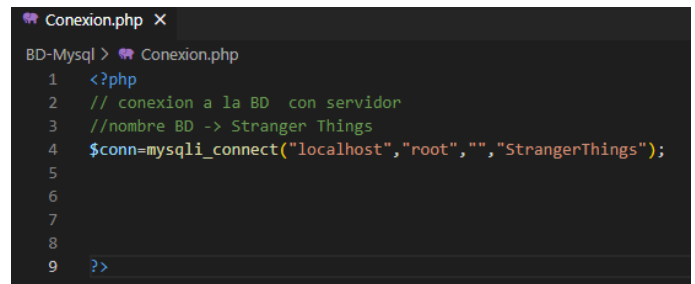 Conexion.php ×
BD-Mysql > Conexion.php
1 <?php
2 // conexion a la BD  con servidor
3 //nombre BD -> Stranger Things
4 $conn=mysqli_connect("localhost","root","","StrangerThings");
5
6
7
8
9 ?>